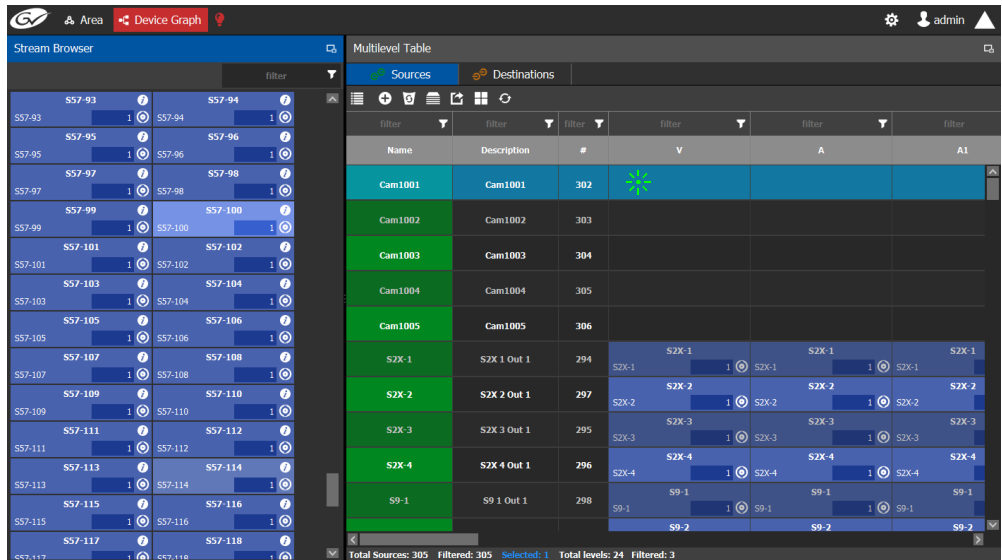 GV Area Device Graph admin
Stream Browser
filter
S57-93 i S57-94 i
S57-93 1 S57-94 1
S57-95 i S57-96 i
S57-95 1 S57-96 1
S57-97 i S57-98 i
S57-97 1 S57-98 1
S57-99 i S57-100 i
S57-99 1 S57-100 1
S57-101 i S57-102 i
S57-101 1 S57-102 1
S57-103 i S57-104 i
S57-103 1 S57-104 1
S57-105 i S57-106 i
S57-105 1 S57-106 1
S57-107 i S57-108 i
S57-107 1 S57-108 1
S57-109 i S57-110 i
S57-109 1 S57-110 1
S57-111 i S57-112 i
S57-111 1 S57-112 1
S57-113 i S57-114 i
S57-113 1 S57-114 1
S57-115 i S57-116 i
S57-115 1 S57-116 1
S57-117 i S57-118 i
S57-117 1 S57-118 1
Multilevel Table
Sources Destinations
filter filter filter filter filter filter
Name Description # V A A1
Cam1001 Cam1001 302
Cam1002 Cam1002 303
Cam1003 Cam1003 304
Cam1004 Cam1004 305
Cam1005 Cam1005 306
S2X-1 S2X 1 Out 1 294 S2X-1 S2X-1 S2X-1
S2X-1 1 S2X-1 1 S2X-1
S2X-2 S2X 2 Out 1 297 S2X-2 S2X-2 S2X-2
S2X-2 1 S2X-2 1 S2X-2
S2X-3 S2X 3 Out 1 295 S2X-3 S2X-3 S2X-3
S2X-3 1 S2X-3 1 S2X-3
S2X-4 S2X 4 Out 1 296 S2X-4 S2X-4 S2X-4
S2X-4 1 S2X-4 1 S2X-4
S9-1 S9 1 Out 1 298 S9-1 S9-1 S9-1
S9-1 1 S9-1 1 S9-1
S9-2 S9-2 S9-2
Total Sources: 305 Filtered: 305 Selected: 1 Total levels: 24 Filtered: 3